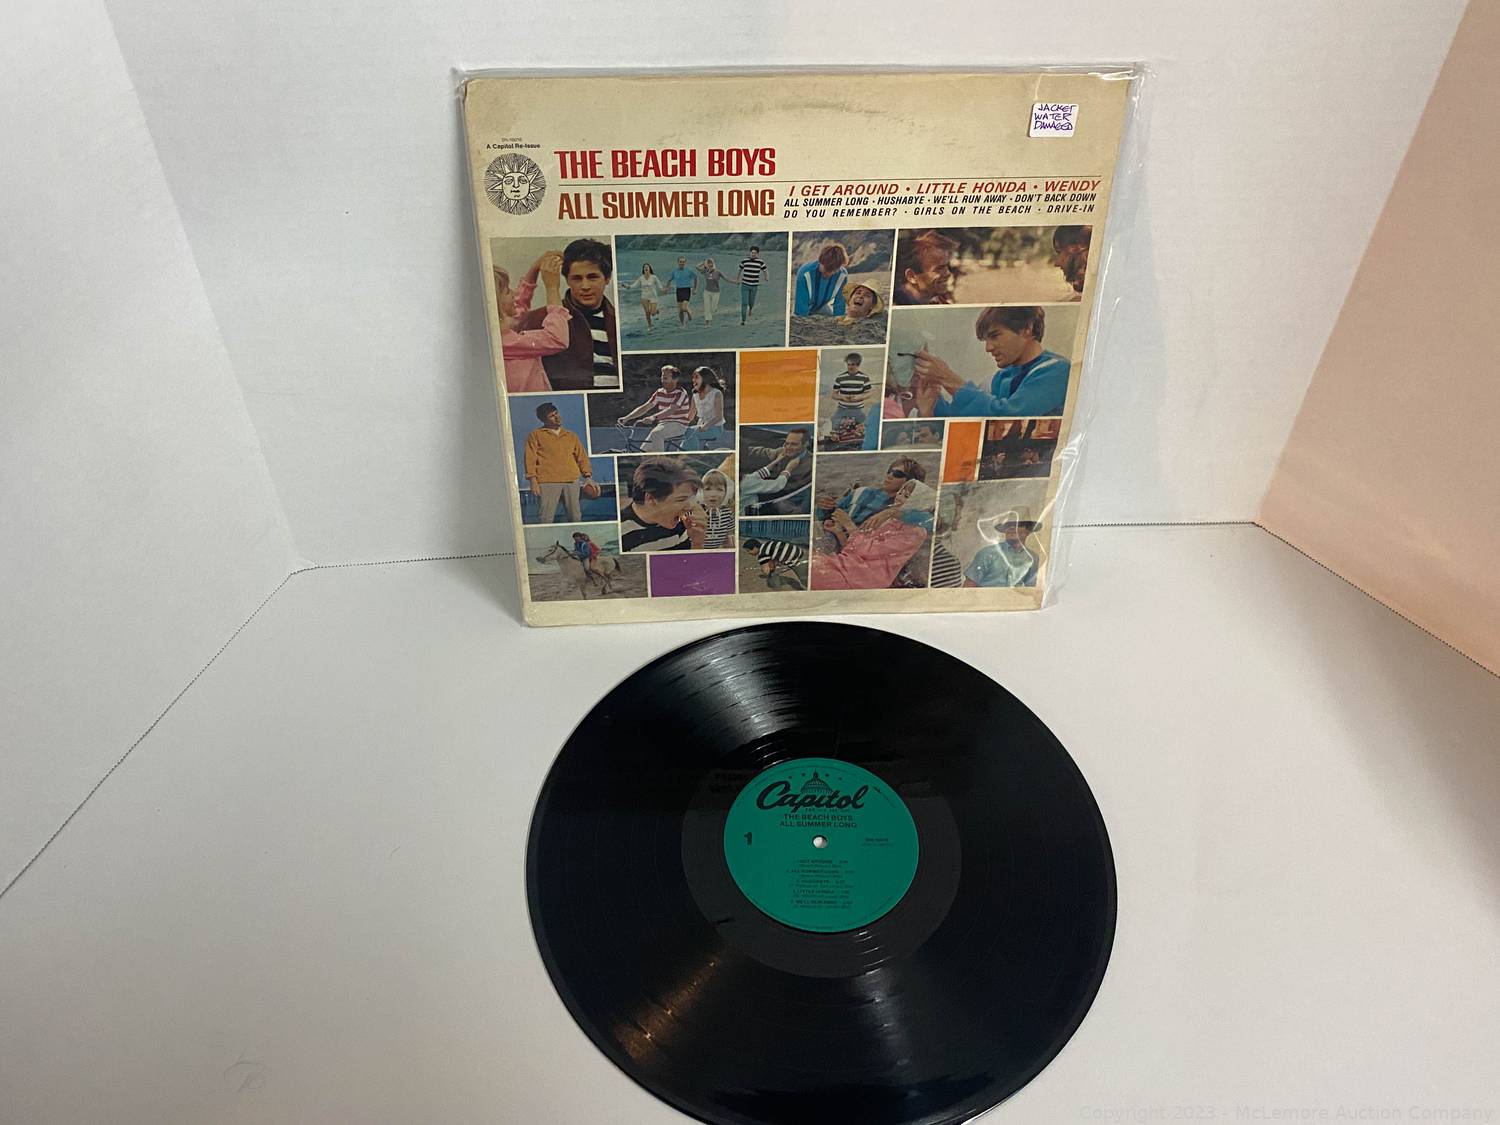 JACKET
WATER
DAMAGED
A Capitol Re-Issue
THE BEACH BOYS
ALL SUMMER LONG
I GET AROUND • LITTLE HONDA • WENDY
ALL SUMMER LONG • HUSHABYE • WE'LL RUN AWAY • DON'T BACK DOWN
DO YOU REMEMBER? • GIRLS ON THE BEACH • DRIVE-IN
Capitol
THE BEACH BOYS
ALL SUMMER LONG
1
Copyright 2023 - McLemore Auction Company